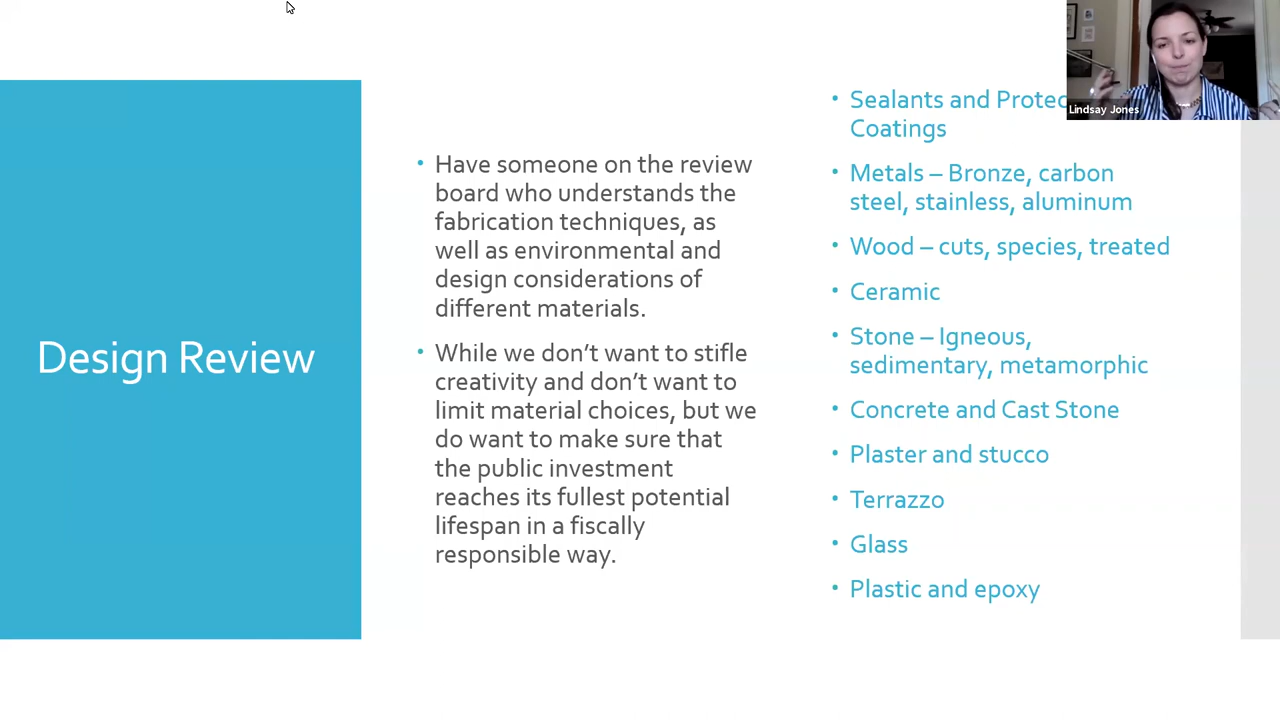 Design Review
• Have someone on the review
board who understands the
fabrication techniques, as
well as environmental and
design considerations of
different materials.
• While we don't want to stifle
creativity and don't want to
limit material choices, but we
do want to make sure that
the public investment
reaches its fullest potential
lifespan in a fiscally
responsible way.
• Sealants and
Coatings
• Metals – Bronze, carbon
steel, stainless, aluminum
• Wood – cuts, species, treated
• Ceramic
• Stone – Igneous,
sedimentary, metamorphic
• Concrete and Cast Stone
• Plaster and stucco
• Terrazzo
• Glass
• Plastic and epoxy
Lindsay Jones